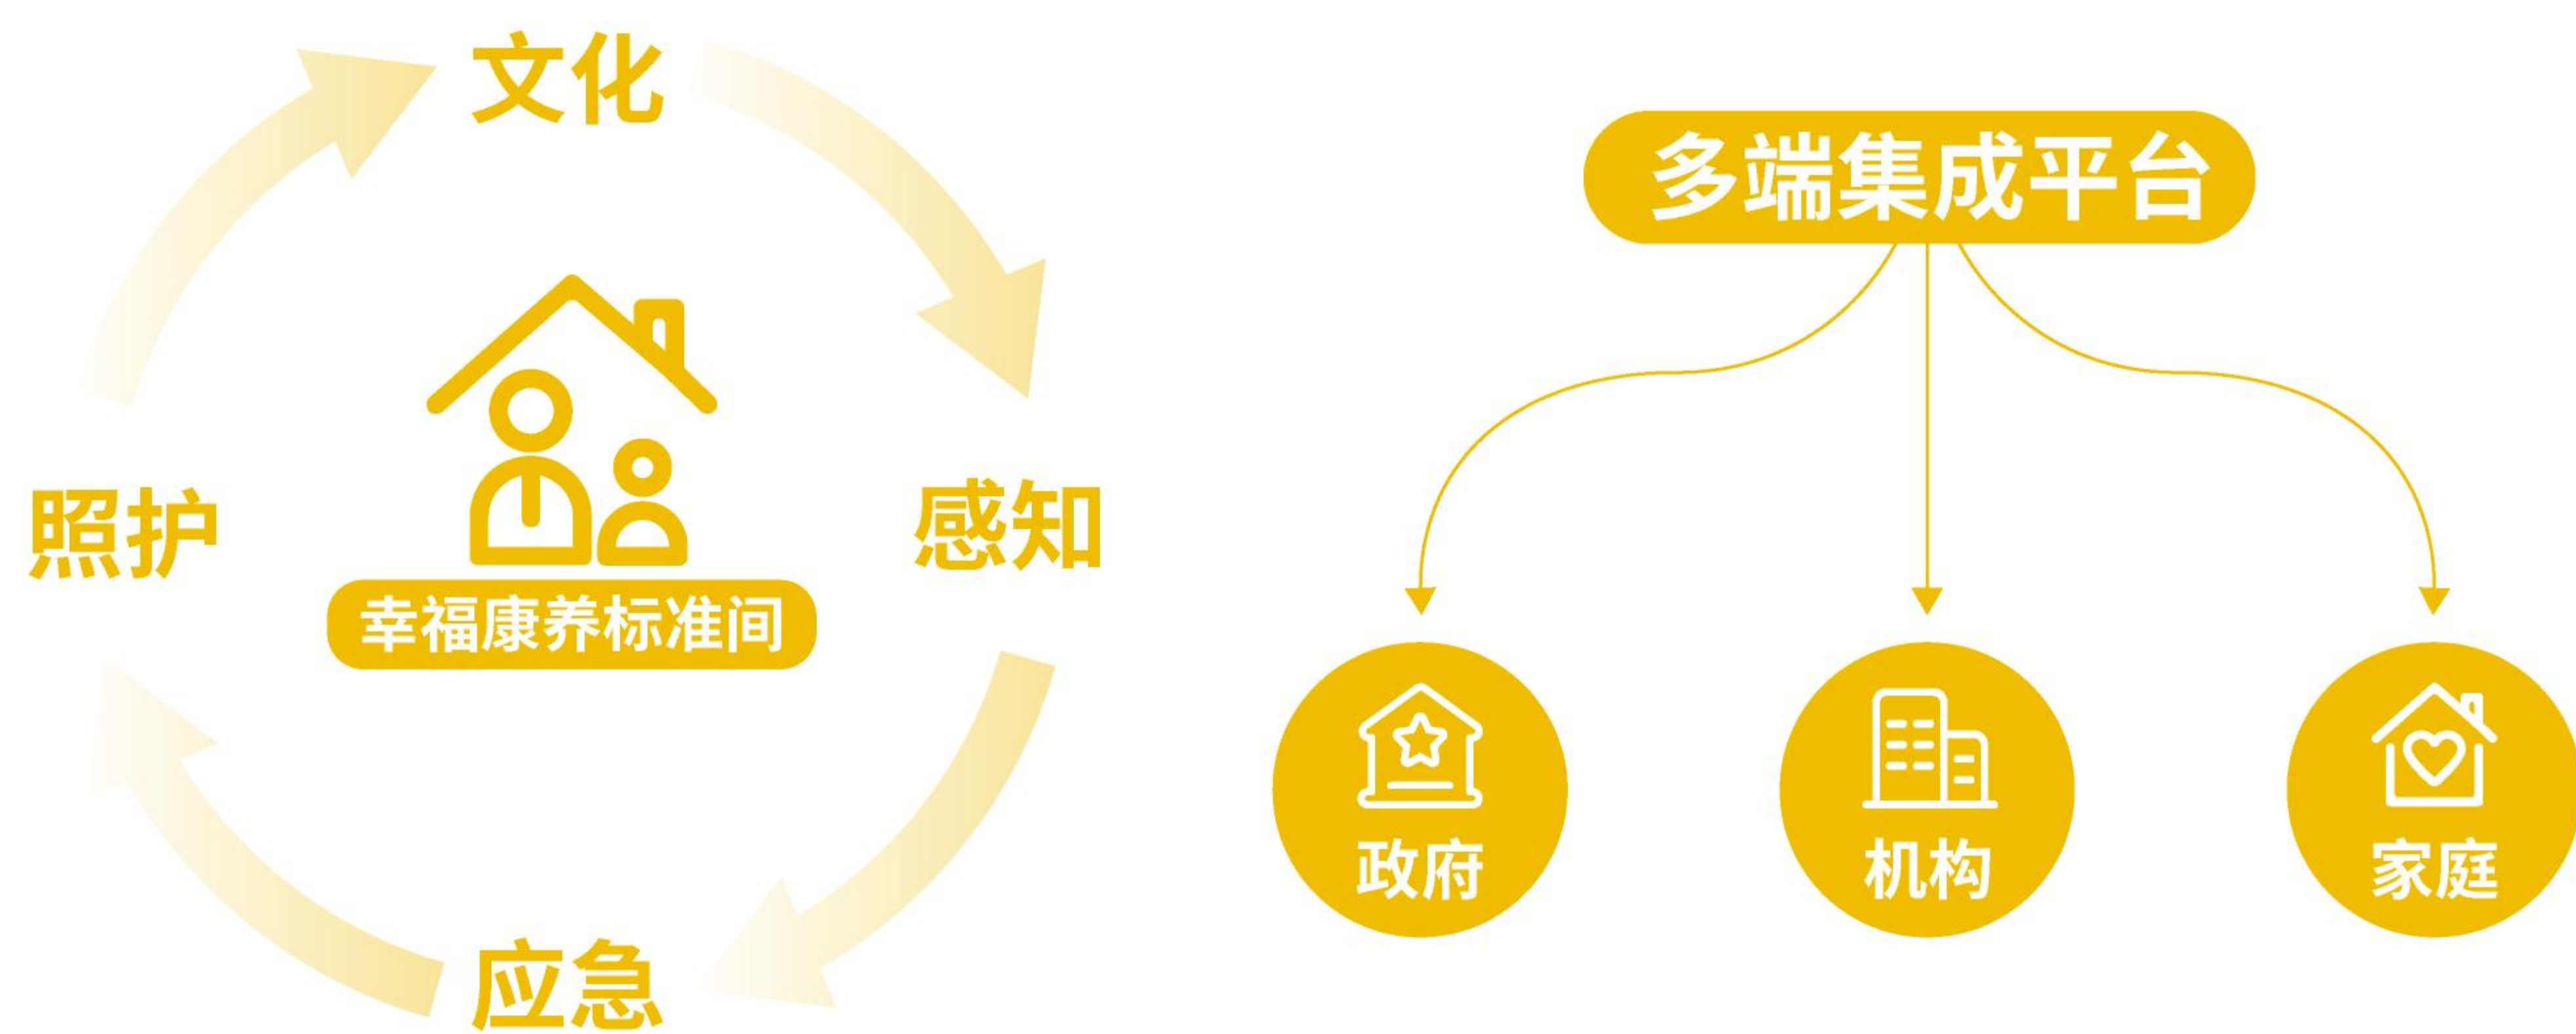 文化
照护
感知
幸福康养标准间
应急
多端集成平台
政府
机构
家庭